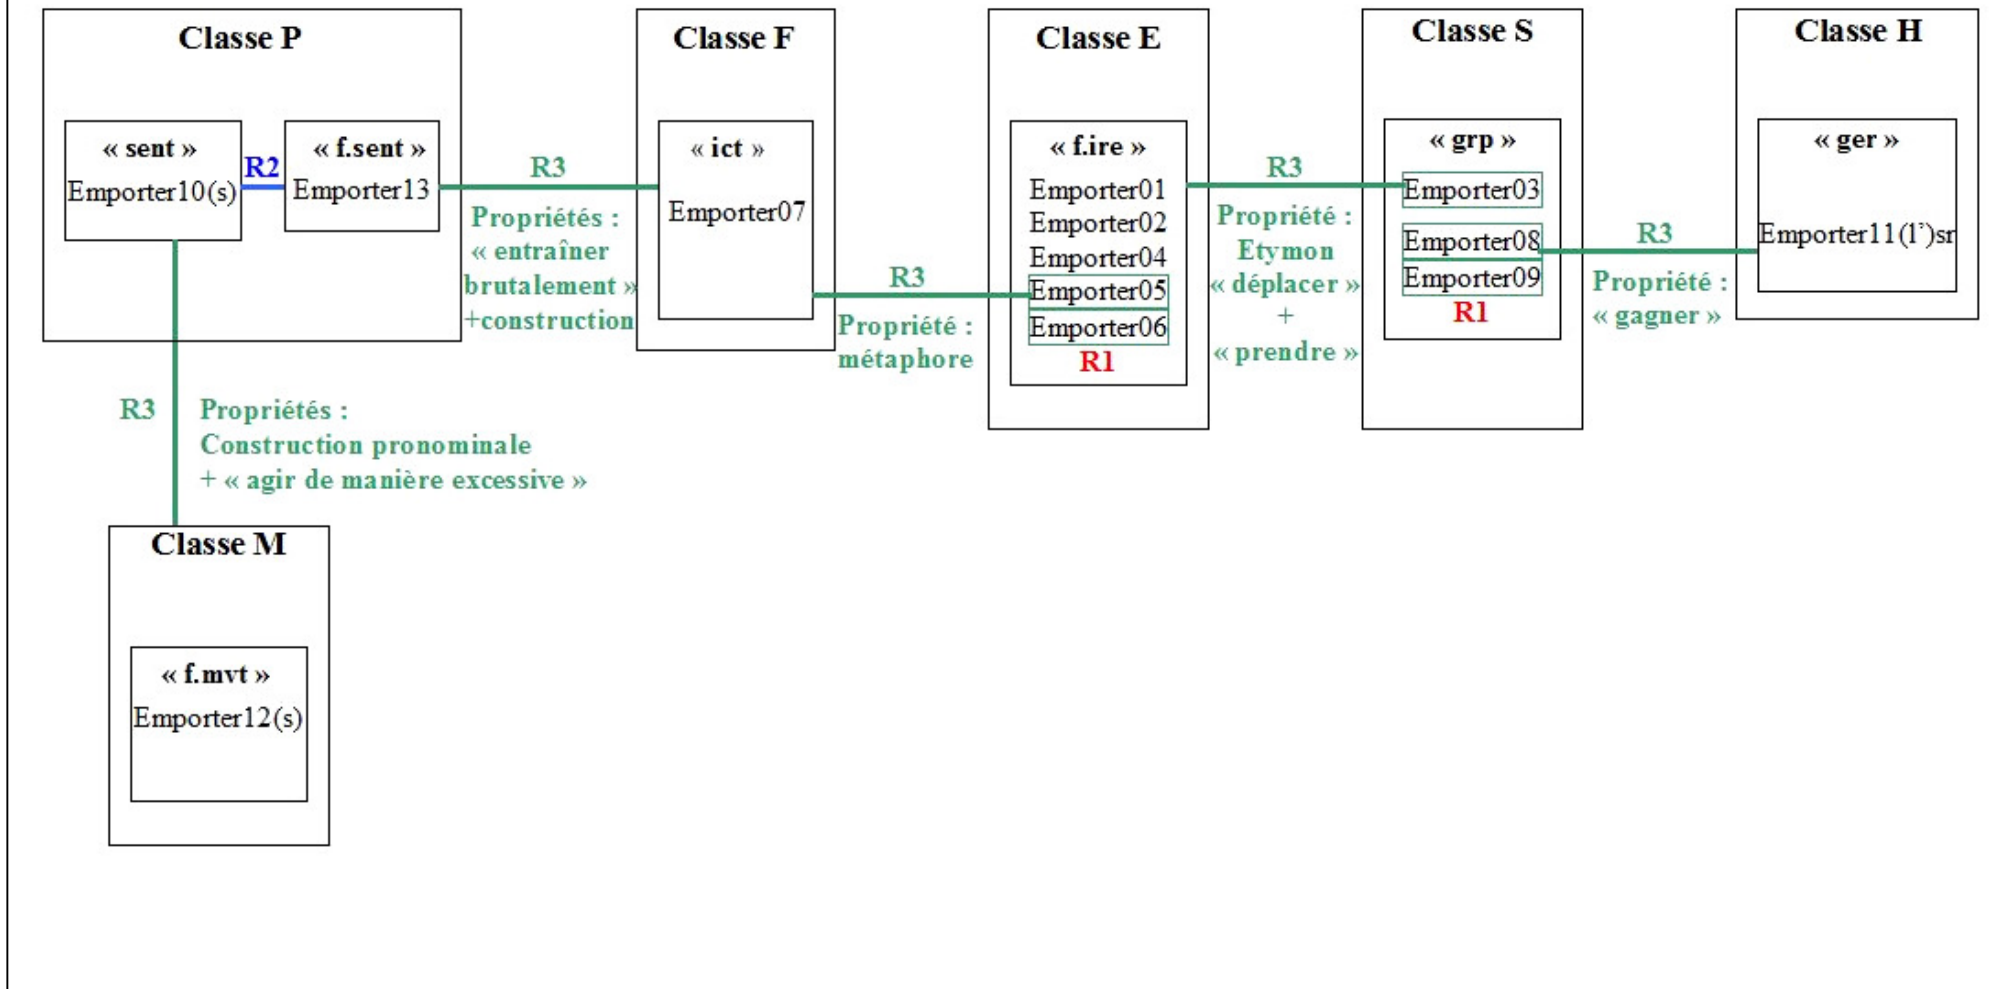 Classe P
« sent »
Emporter10(s)
R2
« f.sent »
Emporter13
R3
Propriétés :
« entraîner
brutalement »
+construction
Classe F
« ict »
Emporter07
R3
Propriété :
métaphore
Classe E
« f.ire »
Emporter01
Emporter02
Emporter04
Emporter05
Emporter06
R1
R3
Propriété :
Etymon
« déplacer »
+
« prendre »
Classe S
« grp »
Emporter03
Emporter08
Emporter09
R1
R3
Propriété :
« gagner »
Classe H
« ger »
Emporter11(l’)sr
R3
Propriétés :
Construction pronominale
+ « agir de manière excessive »
Classe M
« f.mvt »
Emporter12(s)